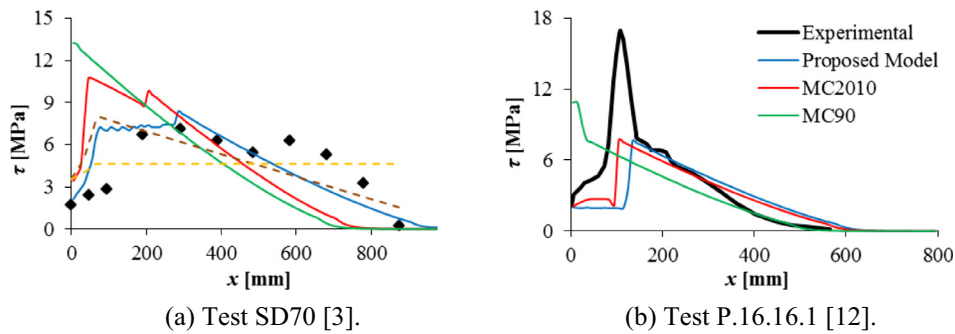 15
12
9
6
3
0
τ [MPa]
0 200 400 600 800
x [mm]
(a) Test SD70 [3].
18
12
6
0
τ [MPa]
0 200 400 600 800
x [mm]
Experimental
Proposed Model
MC2010
MC90
(b) Test P.16.16.1 [12].